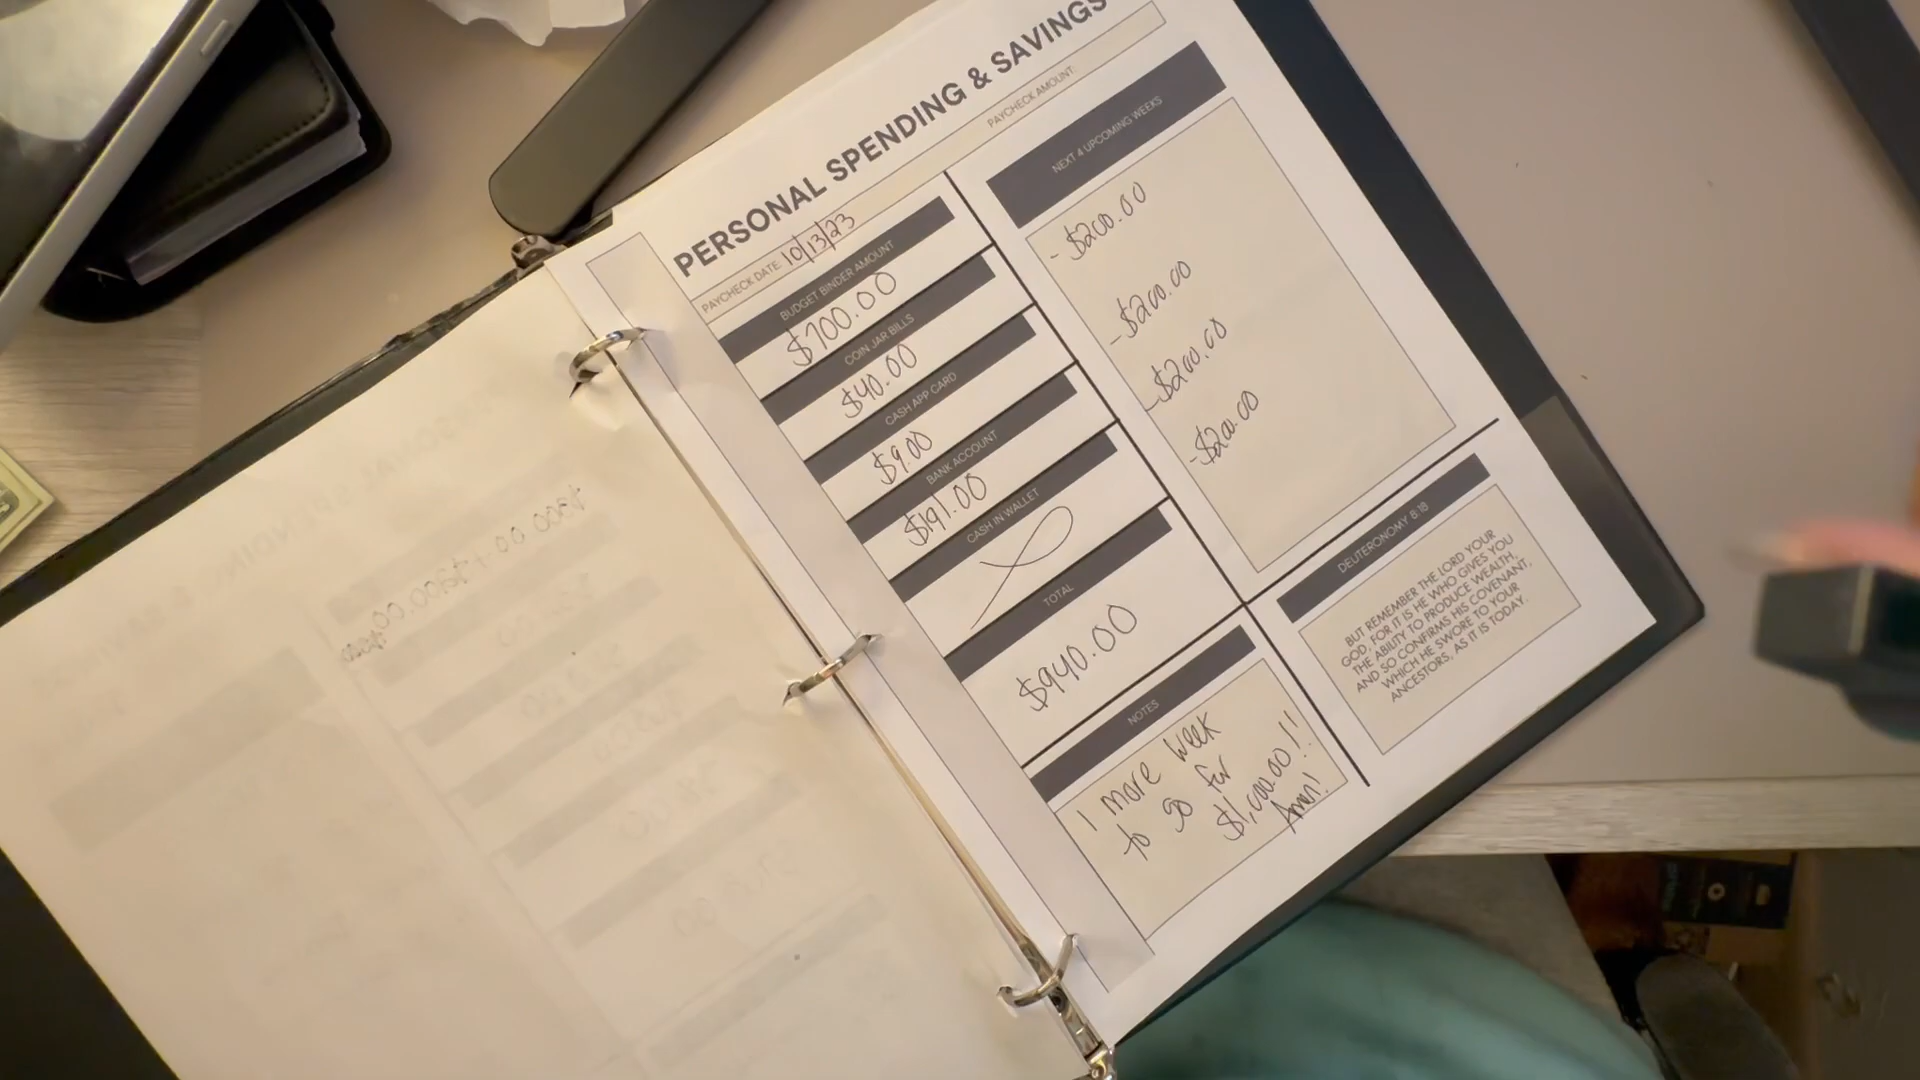 PERSONAL SPENDING & SAVINGS
PAYCHECK DATE: 10/13/23
PAYCHECK AMOUNT:
BUDGET BINDER AMOUNT
$700.00
COIN JAR BILLS
$40.00
CASH APP CARD
$9.00
BANK ACCOUNT
$191.00
CASH IN WALLET
TOTAL
$940.00
NOTES
1 more week
to go for
$1,000.00!!
Amen!
NEXT 4 UPCOMING WEEKS
- $200.00
- $200.00
- $200.00
- $200.00
DEUTERONOMY 8:18
BUT REMEMBER THE LORD YOUR
GOD, FOR IT IS HE WHO GIVES YOU
THE ABILITY TO PRODUCE WEALTH,
AND SO CONFIRMS HIS COVENANT,
WHICH HE SWORE TO YOUR
ANCESTORS, AS IT IS TODAY.